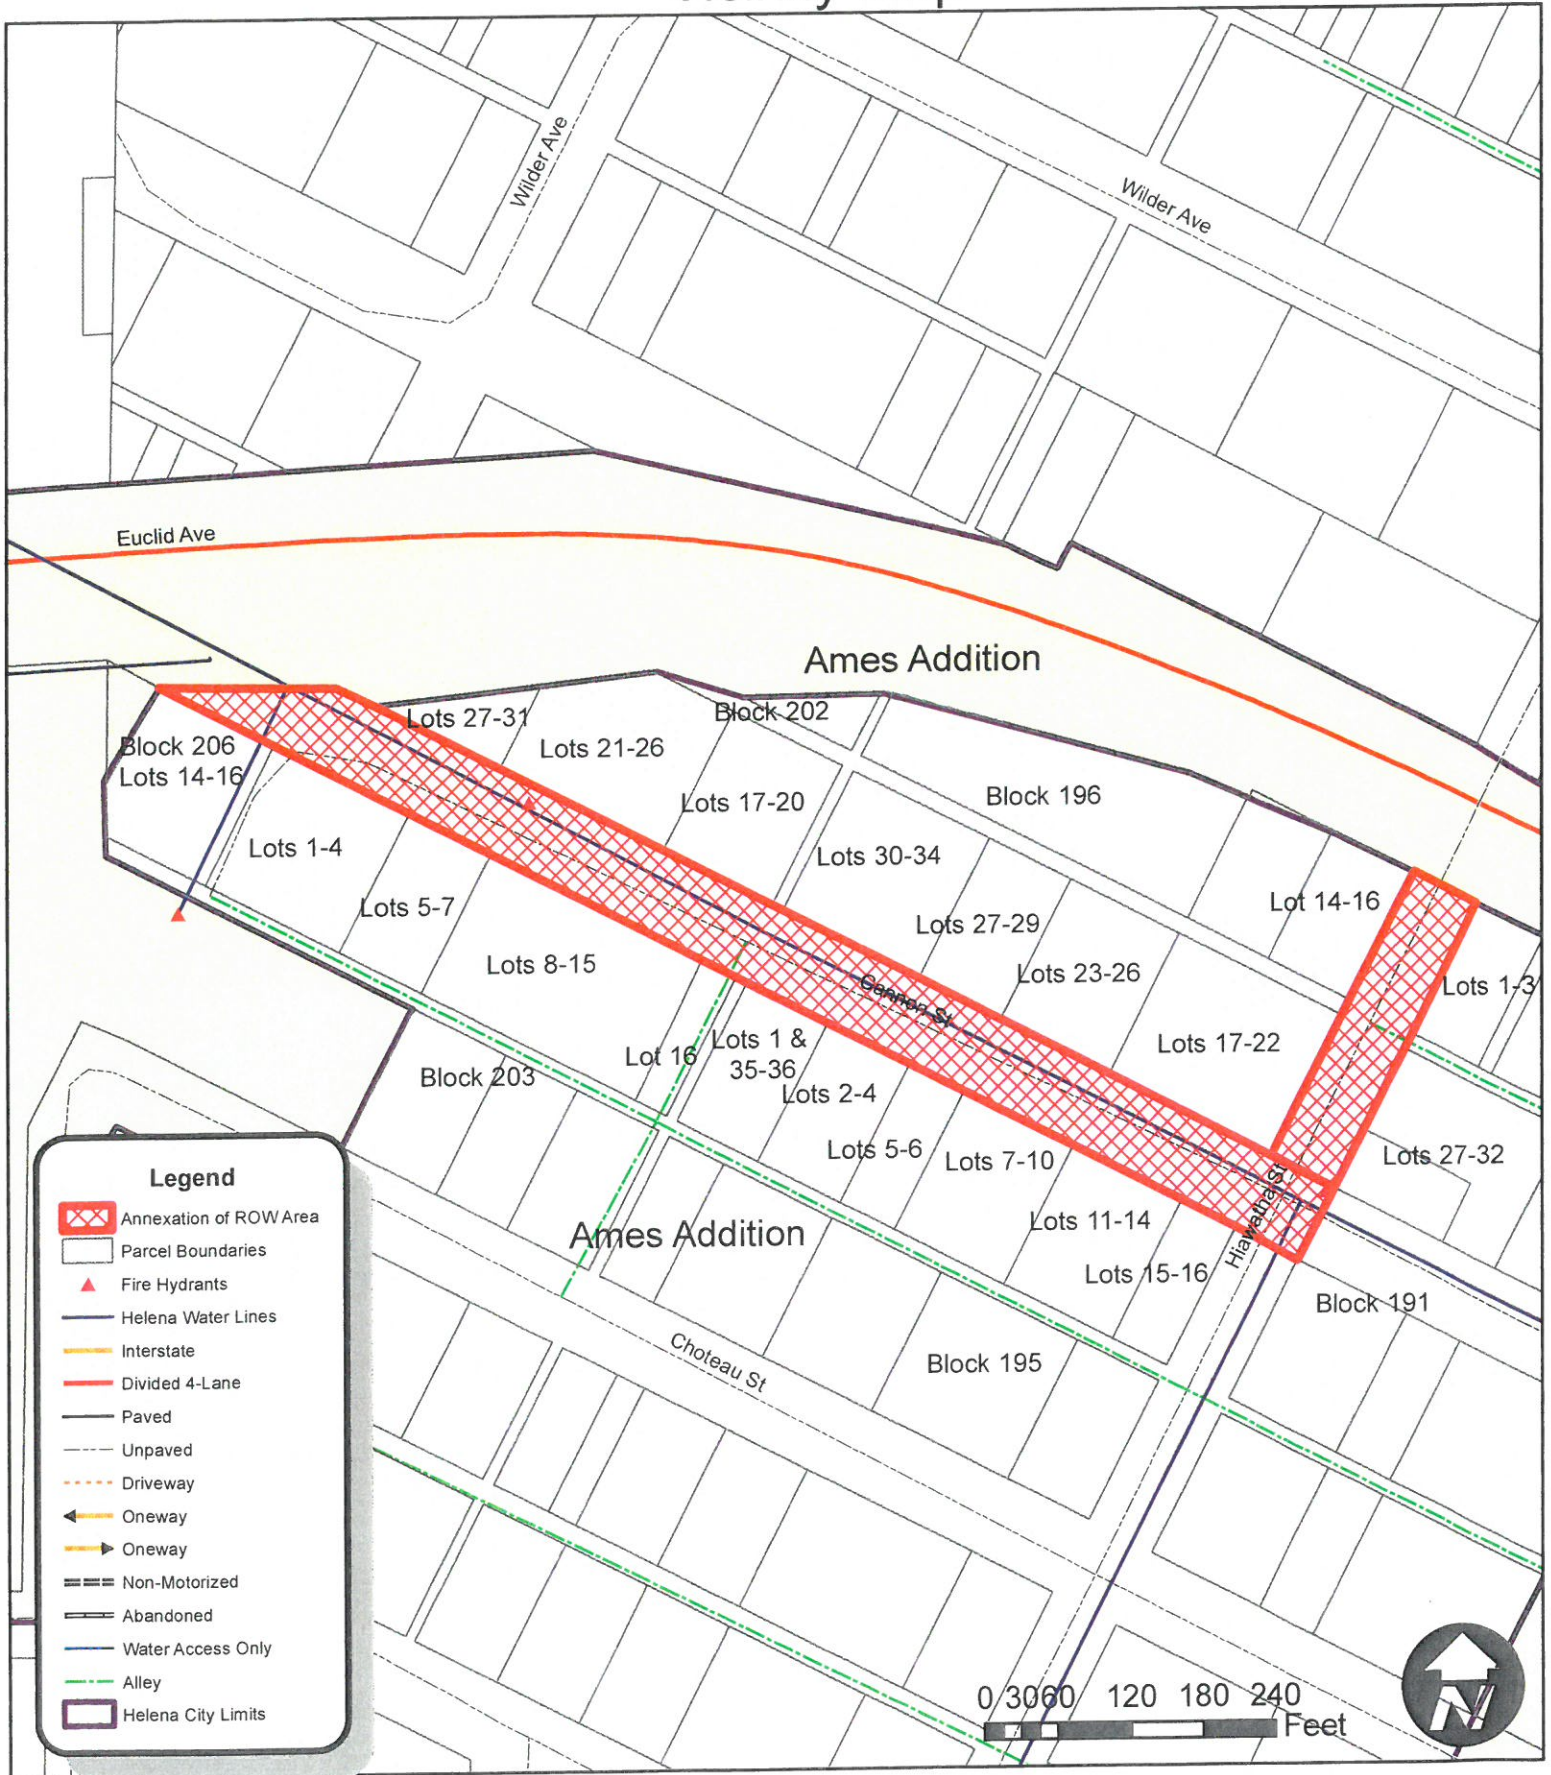 Wilder Ave
Wilder Ave
Euclid Ave
Ames Addition
Lots 27-31
Block 202
Block 206
Lots 14-16
Lots 21-26
Lots 17-20
Block 196
Lots 1-4
Lots 30-34
Lots 5-7
Lots 27-29
Lot 14-16
Lots 8-15
Lots 23-26
Lots 1-3
Cannon St
Lots 17-22
Lot 16
Lots 1 &
35-36
Block 203
Lots 2-4
Lots 5-6
Lots 7-10
Lots 27-32
Hiawatha St
Lots 11-14
Ames Addition
Lots 15-16
Block 191
Choteau St
Block 195
Legend
Annexation of ROW Area
Parcel Boundaries
Fire Hydrants
Helena Water Lines
Interstate
Divided 4-Lane
Paved
Unpaved
Driveway
Oneway
Oneway
Non-Motorized
Abandoned
Water Access Only
Alley
Helena City Limits
0 30 60 120 180 240
Feet
N